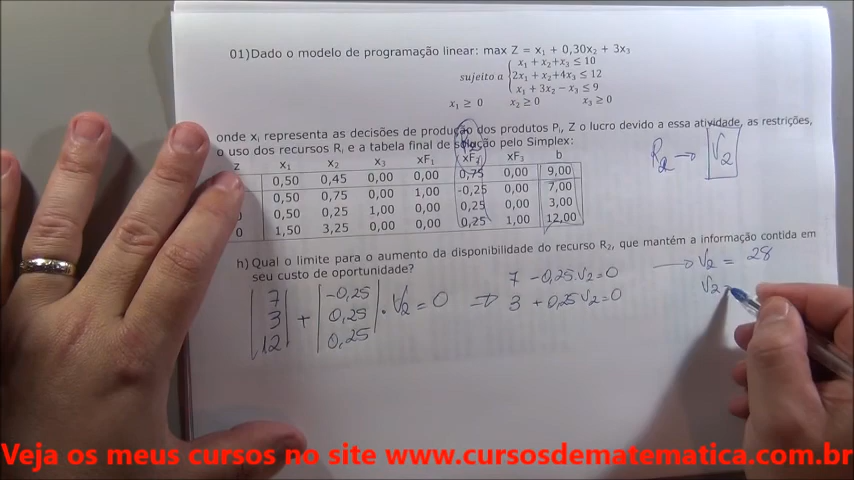 01)Dado o modelo de programação linear: max Z = x₁ + 0,30x₂ + 3x₃
sujeito a { x₁ + x₂+x₃ ≤ 10
2x₁ + x₂+4x₃ ≤ 12
x₁ + 3x₂ − x₃ ≤ 9
x₁ ≥ 0 x₂ ≥ 0 x₃ ≥ 0
onde xᵢ representa as decisões de produção dos produtos Pᵢ, Z o lucro devido a essa atividade, as restrições,
o uso dos recursos Rᵢ e a tabela final de solução pelo Simplex:
R₂ → V₂
z x₁ x₂ x₃ xF₁ xF₂ xF₃ b
0,50 0,45 0,00 0,00 0,75 0,00 9,00
0,50 0,75 0,00 1,00 -0,25 0,00 7,00
0 0,50 0,25 1,00 0,00 0,25 0,00 3,00
0 1,50 3,25 0,00 0,00 0,25 1,00 12,00
h) Qual o limite para o aumento da disponibilidade do recurso R₂, que mantém a informação contida em
seu custo de oportunidade?
|7 3 12| + |-0,25 0,25 0,25| . V₂ = 0 ⇒
7 - 0,25.V₂ = 0 → V₂ = 28
3 + 0,25V₂ = 0 V₂ =
Veja os meus cursos no site www.cursosdematematica.com.br